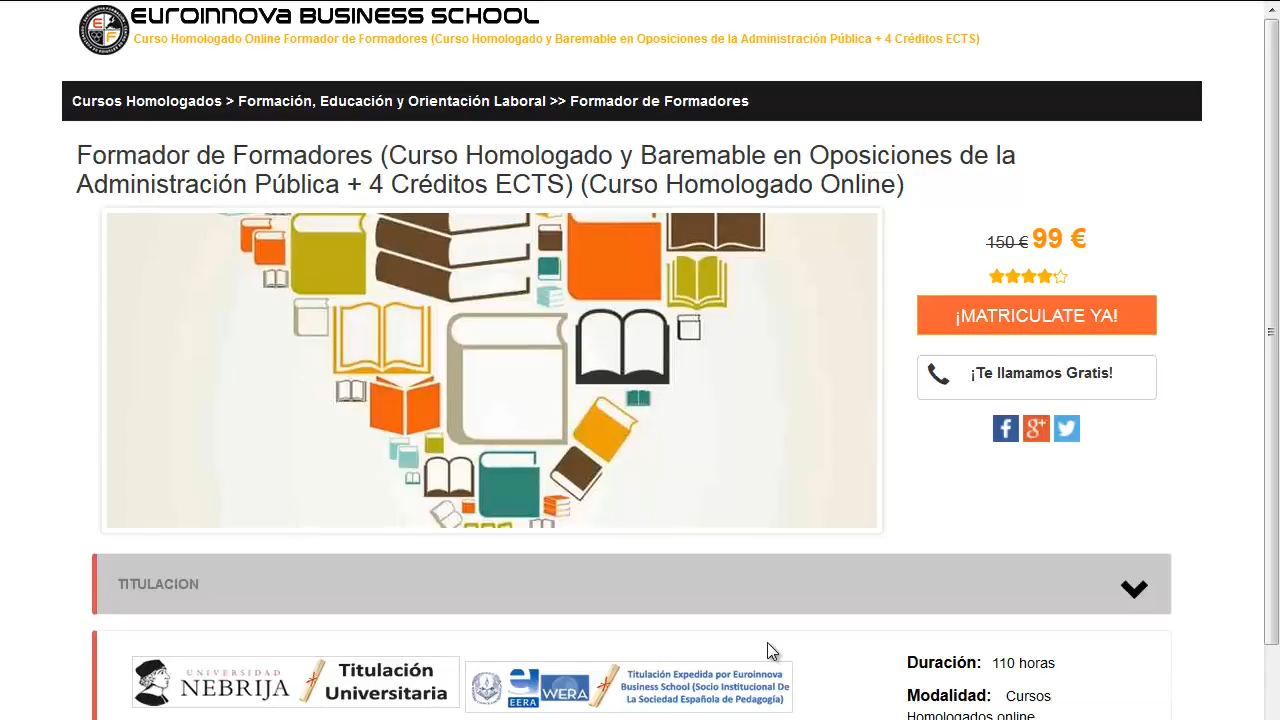 EUROINNOVA BUSINESS SCHOOL
Curso Homologado Online Formador de Formadores (Curso Homologado y Baremable en Oposiciones de la Administración Pública + 4 Créditos ECTS)
Cursos Homologados > Formación, Educación y Orientación Laboral >> Formador de Formadores
Formador de Formadores (Curso Homologado y Baremable en Oposiciones de la
Administración Pública + 4 Créditos ECTS) (Curso Homologado Online)
150 € 99 €
¡MATRICULATE YA!
¡Te llamamos Gratis!
TITULACION
UNIVERSIDAD
NEBRIJA
Titulación
Universitaria
EERA
WERA
Titulación Expedida por Euroinnova
Business School (Socio Institucional De
La Sociedad Española de Pedagogía)
Duración: 110 horas
Modalidad: Cursos
Homologados online